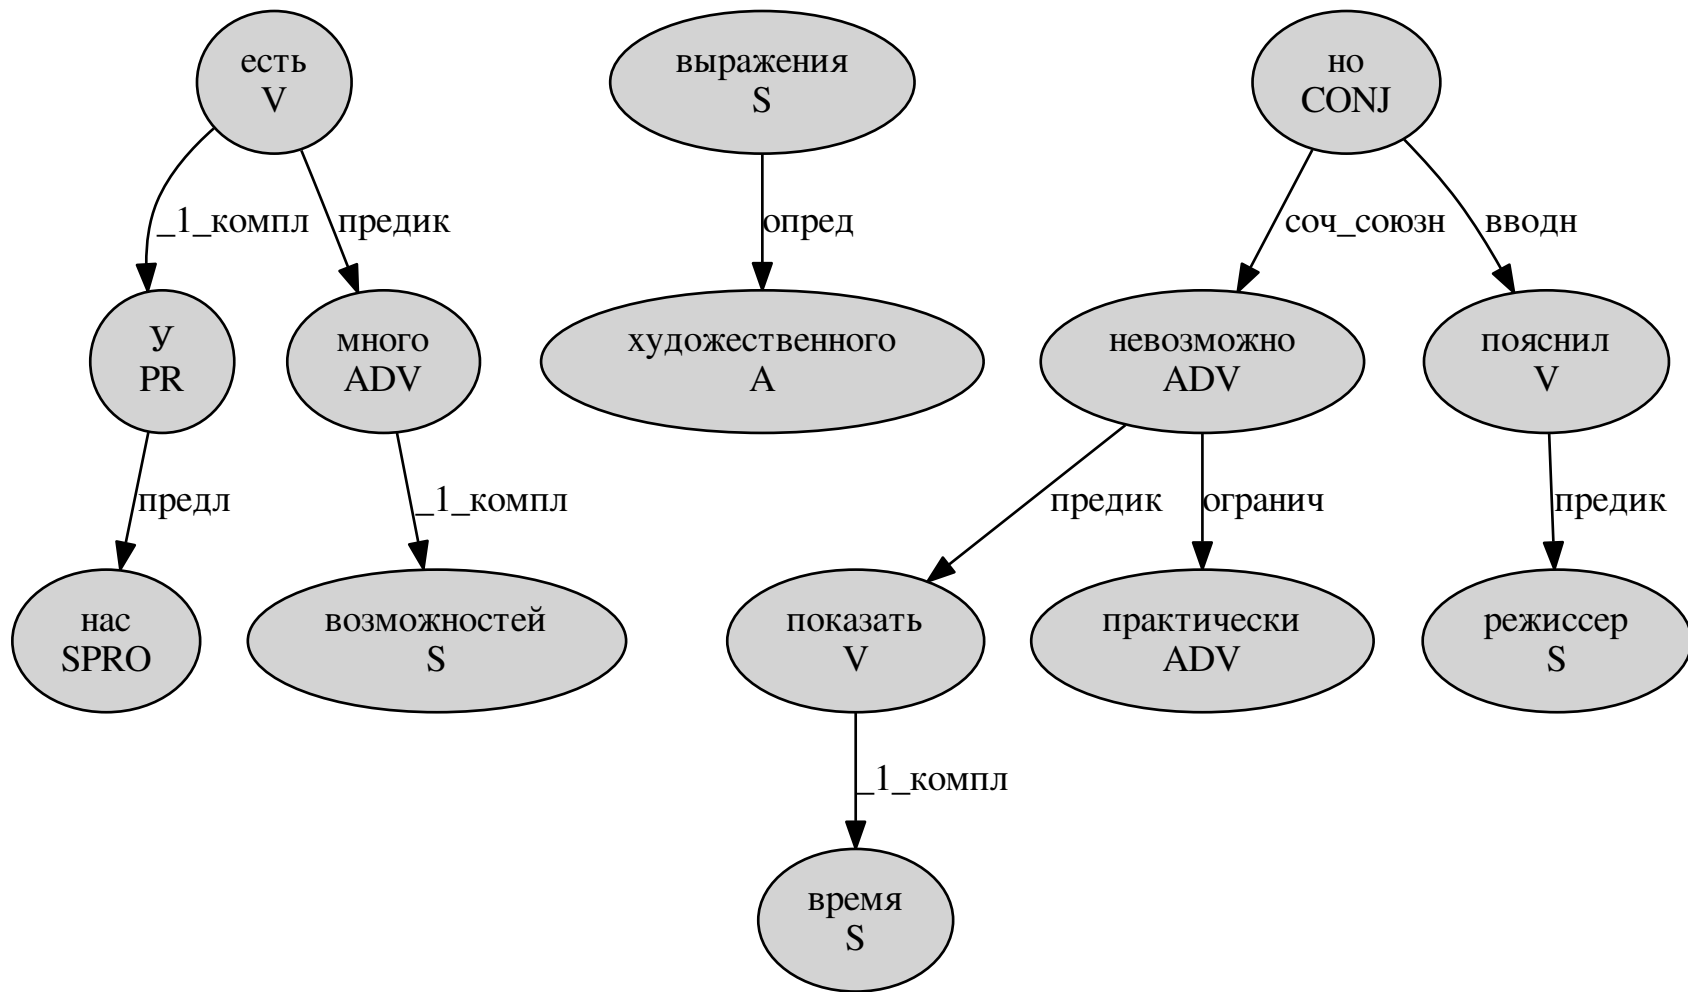 есть
V
выражения
S
но
CONJ
_1_компл
предик
опред
соч_союзн
вводн
У
PR
много
ADV
художественного
A
невозможно
ADV
пояснил
V
предл
_1_компл
предик
огранич
предик
нас
SPRO
возможностей
S
показать
V
практически
ADV
режиссер
S
_1_компл
время
S